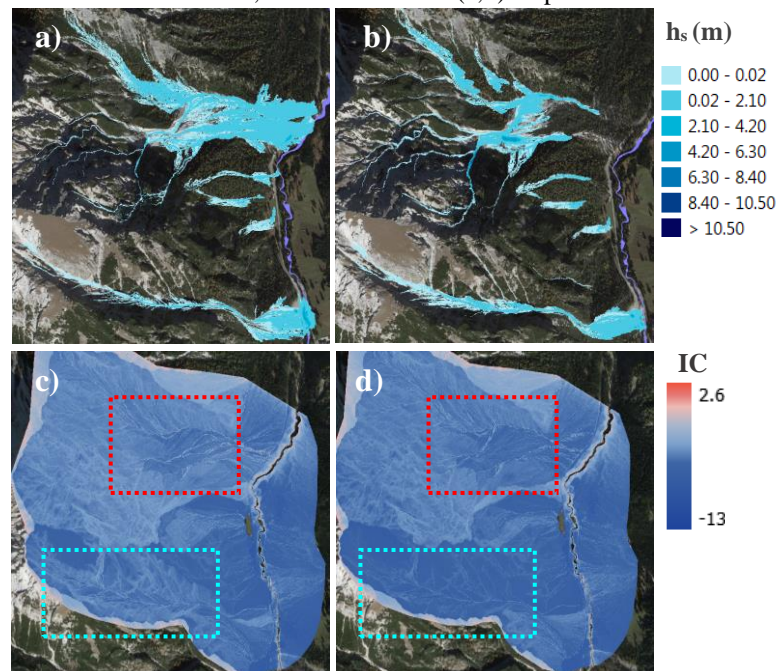 a)
b)
hs (m)
0.00 - 0.02
0.02 - 2.10
2.10 - 4.20
4.20 - 6.30
6.30 - 8.40
8.40 - 10.50
> 10.50
c)
d)
IC
2.6
-13